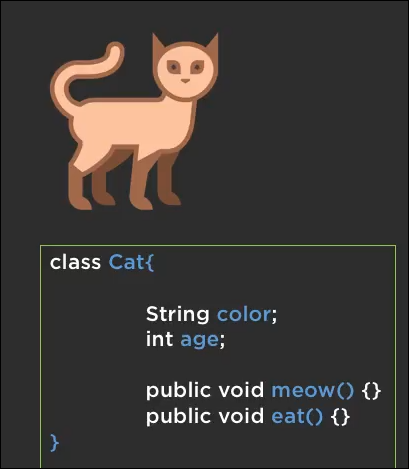 class Cat{
String color;
int age;
public void meow() {}
public void eat() {}
}